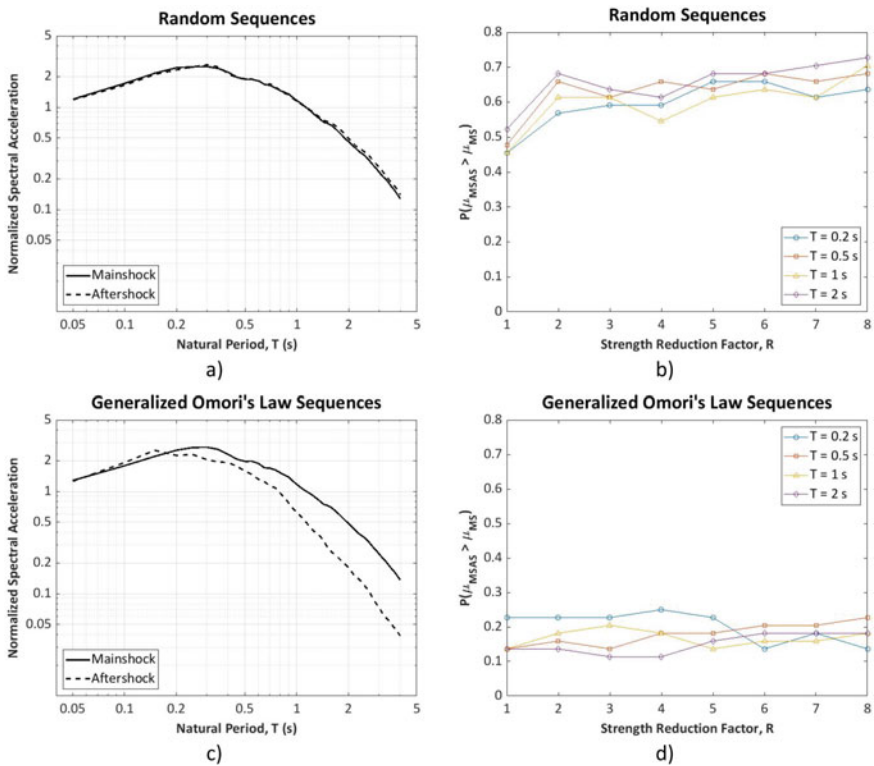 Random Sequences
5
2
1
0.5
0.2
0.1
0.05
Normalized Spectral Acceleration
Mainshock
Aftershock
0.05 0.1 0.2 0.5 1 2 5
Natural Period, T (s)
a)
Random Sequences
0.8
0.7
0.6
0.5
0.4
0.3
0.2
0.1
0
P(μMSAS > μMS)
T = 0.2 s
T = 0.5 s
T = 1 s
T = 2 s
1 2 3 4 5 6 7 8
Strength Reduction Factor, R
b)
Generalized Omori's Law Sequences
5
2
1
0.5
0.2
0.1
0.05
Normalized Spectral Acceleration
Mainshock
Aftershock
0.05 0.1 0.2 0.5 1 2 5
Natural Period, T (s)
c)
Generalized Omori's Law Sequences
0.8
0.7
0.6
0.5
0.4
0.3
0.2
0.1
0
P(μMSAS > μMS)
T = 0.2 s
T = 0.5 s
T = 1 s
T = 2 s
1 2 3 4 5 6 7 8
Strength Reduction Factor, R
d)